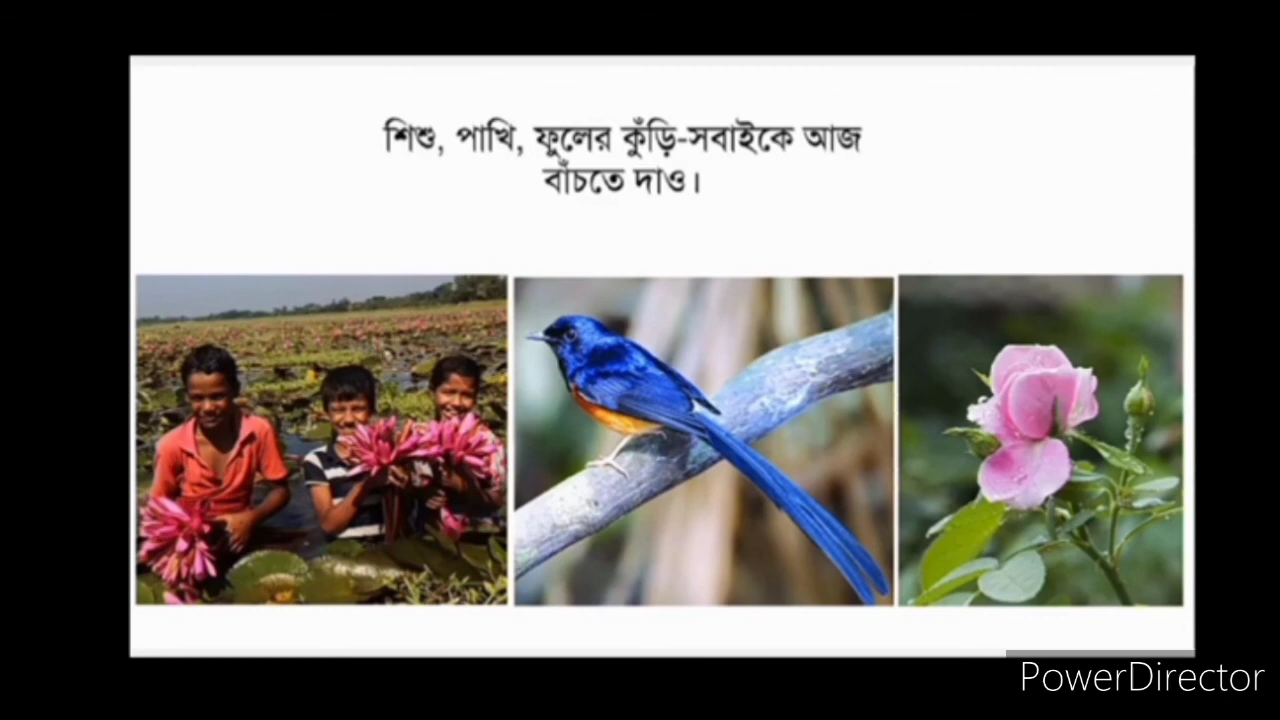 শিশু, পাখি, ফুলের কুঁড়ি-সবাইকে আজ
বাঁচতে দাও।
PowerDirector